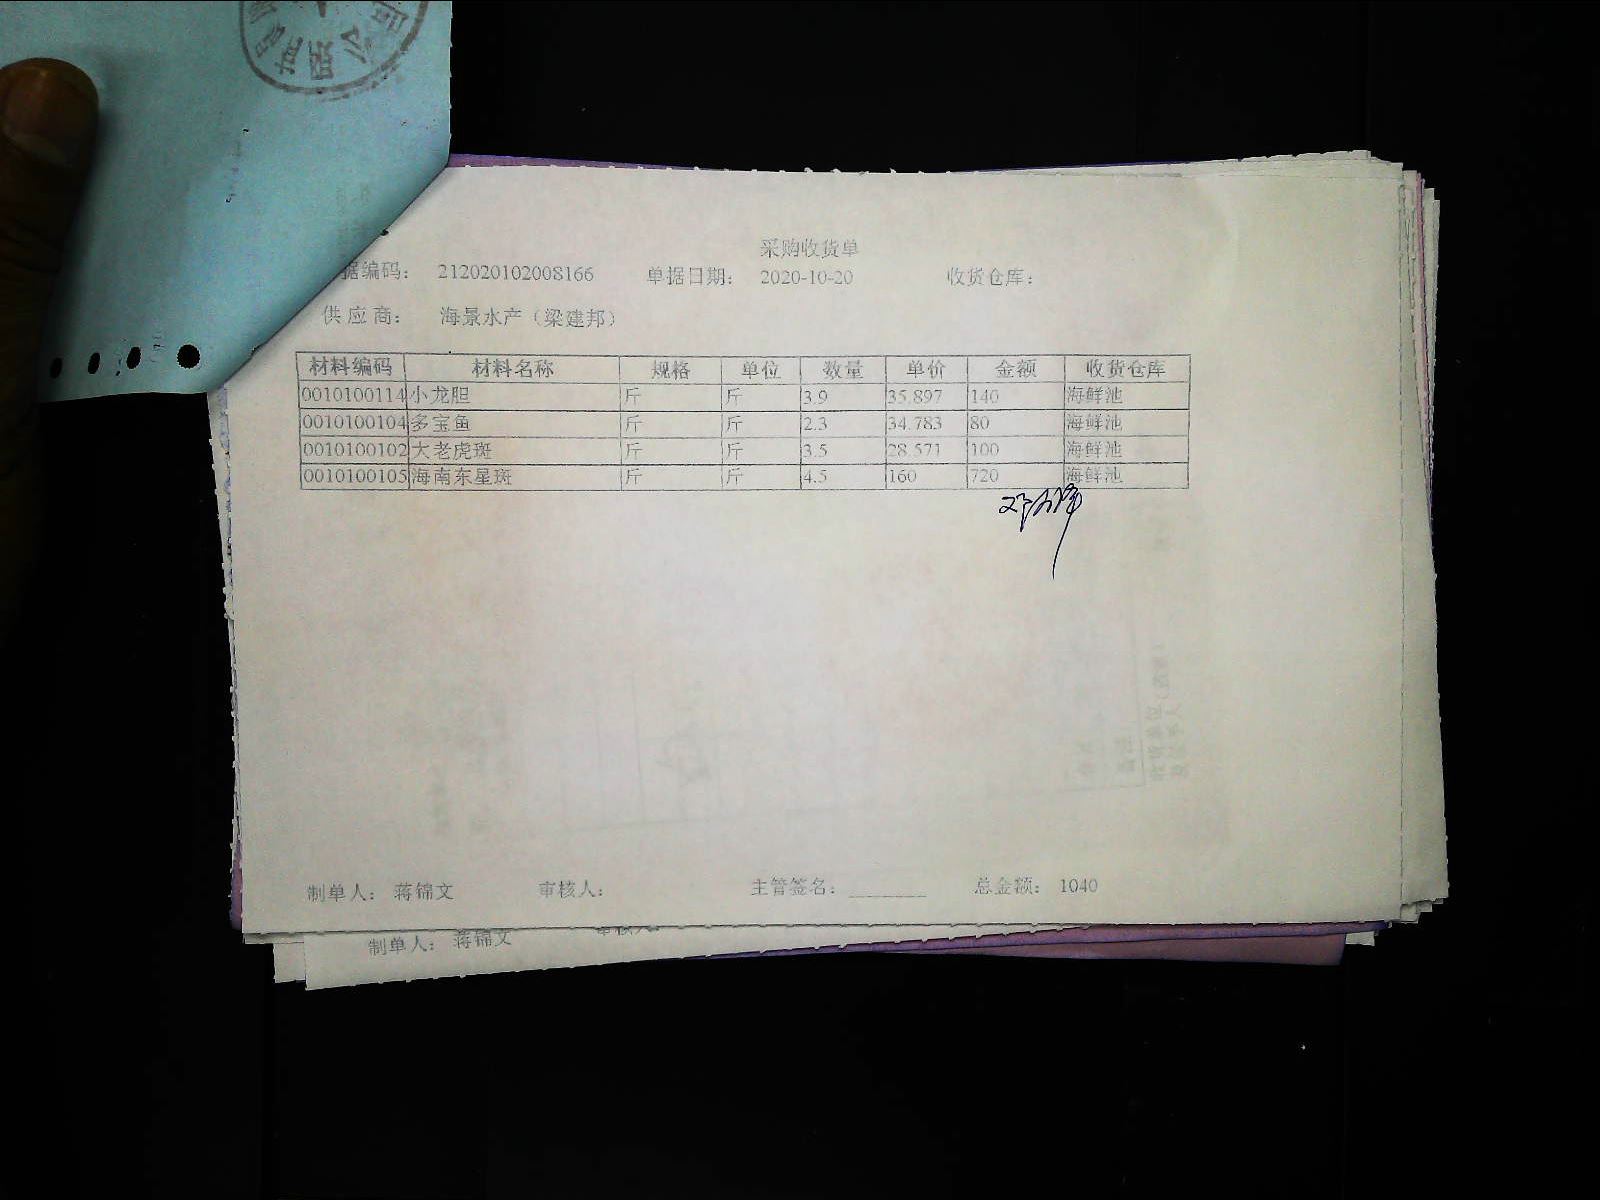 采购收货单
据编码： 212020102008166 单据日期： 2020-10-20 收货仓库：
供应商： 海景水产（梁建邦）
材料编码 材料名称 规格 单位 数量 单价 金额 收货仓库
0010100114 小龙胆 斤 斤 3.9 35.897 140 海鲜池
0010100104 多宝鱼 斤 斤 2.3 34.783 80 海鲜池
0010100102 大老虎斑 斤 斤 3.5 28.571 100 海鲜池
0010100105 海南东星斑 斤 斤 4.5 160 720 海鲜池
制单人： 蒋锦文 审核人： 主管签名： 总金额： 1040
制单人： 蒋锦文 审核人：